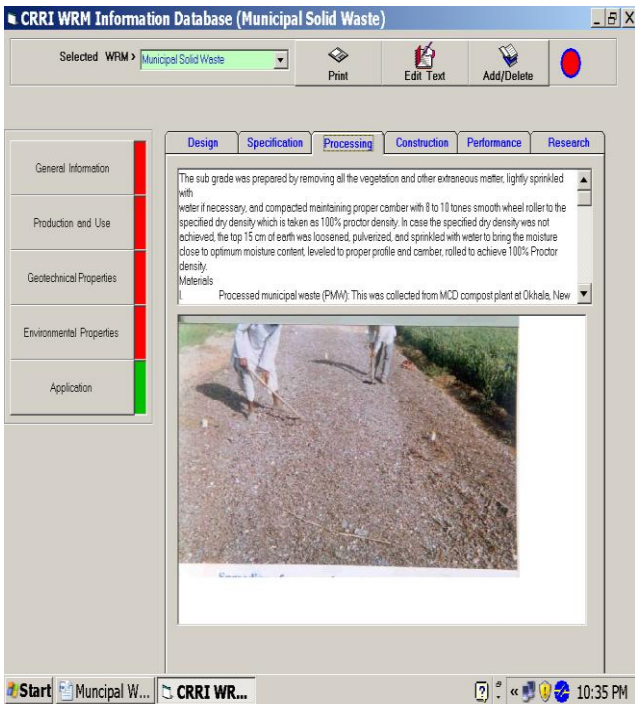 CRRI WRM Information Database (Municipal Solid Waste)
Selected WRM > Municipal Solid Waste
Print
Edit Text
Add/Delete
General Information
Production and Use
Geotechnical Properties
Environmental Properties
Application
Design Specification Processing Construction Performance Research
The sub grade was prepared by removing all the vegetation and other extraneous matter, lightly sprinkled
with
water if necessary, and compacted maintaining proper camber with 8 to 10 tones smooth wheel roller to the
specified dry density which is taken as 100% proctor density. In case the specified dry density was not
achieved, the top 15 cm of earth was loosened, pulverized, and sprinkled with water to bring the moisture
close to optimum moisture content, leveled to proper profile and camber, rolled to achieve 100% Proctor
density.
Materials
I. Processed municipal waste (PMW): This was collected from MCD compost plant at Okhala, New
Start Muncipal W... CRRI WR... 10:35 PM